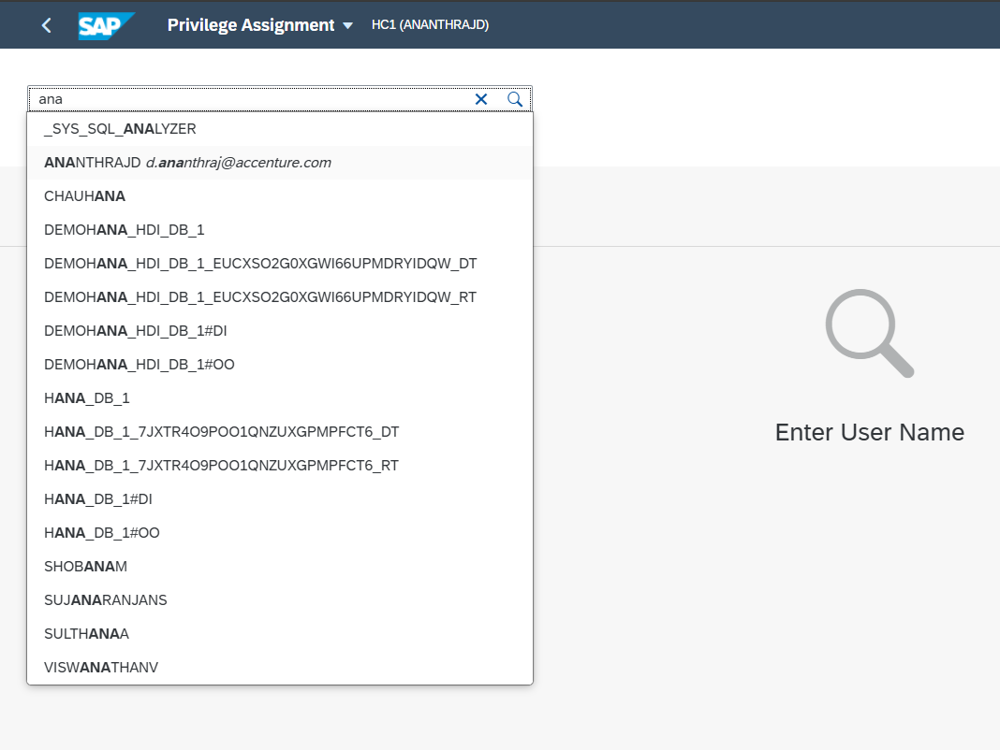 SAP Privilege Assignment HC1 (ANANTHRAJD)
ana
_SYS_SQL_ANALYZER
ANANTHRAJD d.ananthraj@accenture.com
CHAUHANA
DEMOHANA_HDI_DB_1
DEMOHANA_HDI_DB_1_EUCXSO2G0XGWI66UPMDRYIDQW_DT
DEMOHANA_HDI_DB_1_EUCXSO2G0XGWI66UPMDRYIDQW_RT
DEMOHANA_HDI_DB_1#DI
DEMOHANA_HDI_DB_1#OO
HANA_DB_1
HANA_DB_1_7JXTR4O9POO1QNZUXGPMPFCT6_DT
HANA_DB_1_7JXTR4O9POO1QNZUXGPMPFCT6_RT
HANA_DB_1#DI
HANA_DB_1#OO
SHOBANAM
SUJANARANJANS
SULTHANAA
VISWANATHANV
Enter User Name